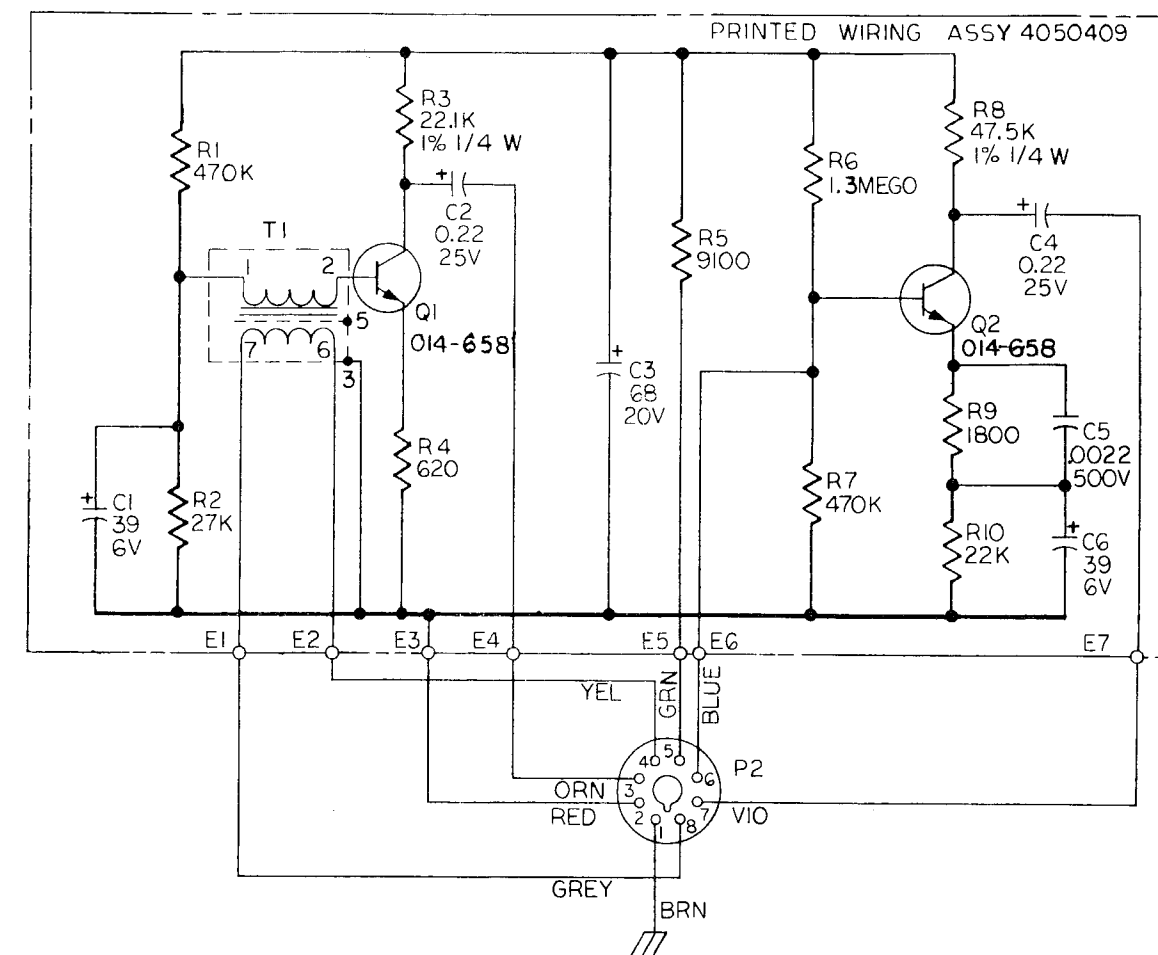 PRINTED WIRING ASSY 4050409
R1
470K
R3
22.1K
1% 1/4 W
+
C2
0.22
25V
T1
1
2
5
7
6
3
Q1
014-658
R5
9100
R6
1.3MEGO
R8
47.5K
1% 1/4 W
+
C4
0.22
25V
Q2
014-658
+
C3
68
20V
R4
620
+
C1
39
6V
R2
27K
R7
470K
R9
1800
C5
.0022
500V
R10
22K
+
C6
39
6V
E1
E2
E3
E4
E5
E6
E7
YEL
GRN
BLUE
4
5
3
6
2
7
1
8
P2
ORN
RED
VIO
GREY
BRN